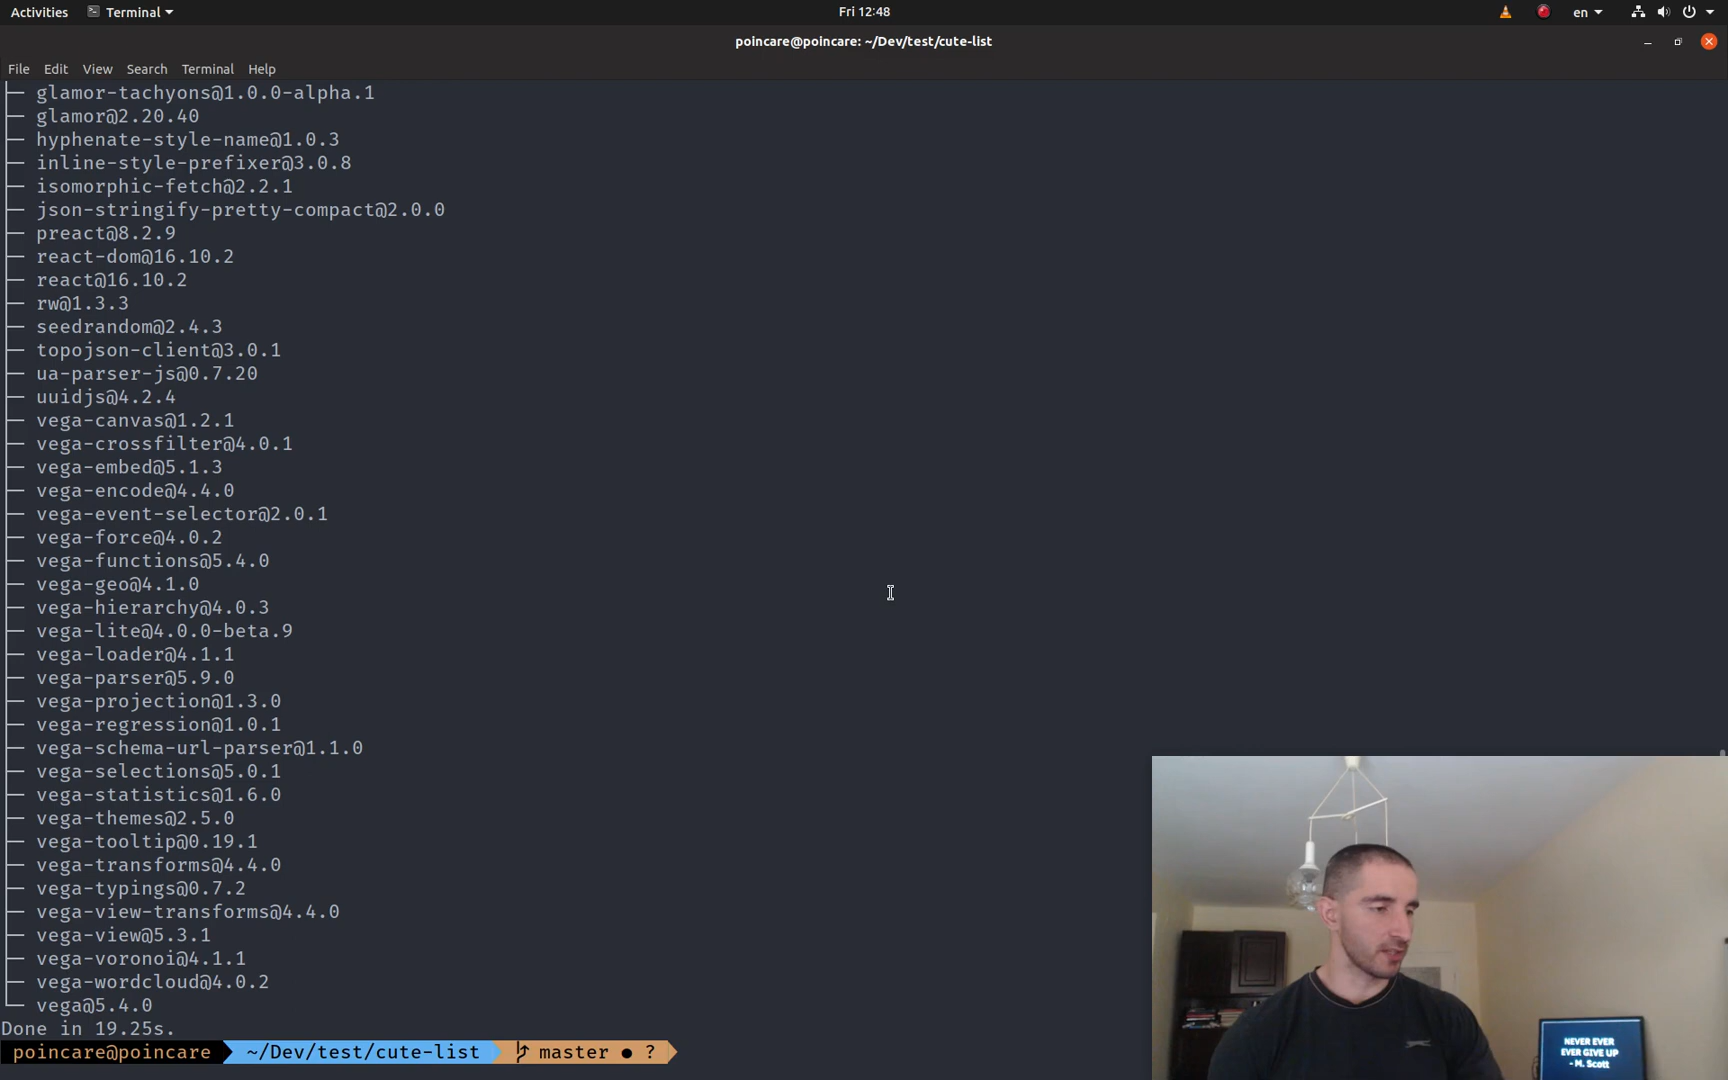 Activities Terminal Fri 12:48 en
poincare@poincare: ~/Dev/test/cute-list
File Edit View Search Terminal Help
├─ glamor-tachyons@1.0.0-alpha.1
├─ glamor@2.20.40
├─ hyphenate-style-name@1.0.3
├─ inline-style-prefixer@3.0.8
├─ isomorphic-fetch@2.2.1
├─ json-stringify-pretty-compact@2.0.0
├─ preact@8.2.9
├─ react-dom@16.10.2
├─ react@16.10.2
├─ rw@1.3.3
├─ seedrandom@2.4.3
├─ topojson-client@3.0.1
├─ ua-parser-js@0.7.20
├─ uuidjs@4.2.4
├─ vega-canvas@1.2.1
├─ vega-crossfilter@4.0.1
├─ vega-embed@5.1.3
├─ vega-encode@4.4.0
├─ vega-event-selector@2.0.1
├─ vega-force@4.0.2
├─ vega-functions@5.4.0
├─ vega-geo@4.1.0
├─ vega-hierarchy@4.0.3
├─ vega-lite@4.0.0-beta.9
├─ vega-loader@4.1.1
├─ vega-parser@5.9.0
├─ vega-projection@1.3.0
├─ vega-regression@1.0.1
├─ vega-schema-url-parser@1.1.0
├─ vega-selections@5.0.1
├─ vega-statistics@1.6.0
├─ vega-themes@2.5.0
├─ vega-tooltip@0.19.1
├─ vega-transforms@4.4.0
├─ vega-typings@0.7.2
├─ vega-view-transforms@4.4.0
├─ vega-view@5.3.1
├─ vega-voronoi@4.1.1
├─ vega-wordcloud@4.0.2
└─ vega@5.4.0
Done in 19.25s.
poincare@poincare ~/Dev/test/cute-list master ● ?
NEVER EVER
EVER GIVE UP
- M. Scott